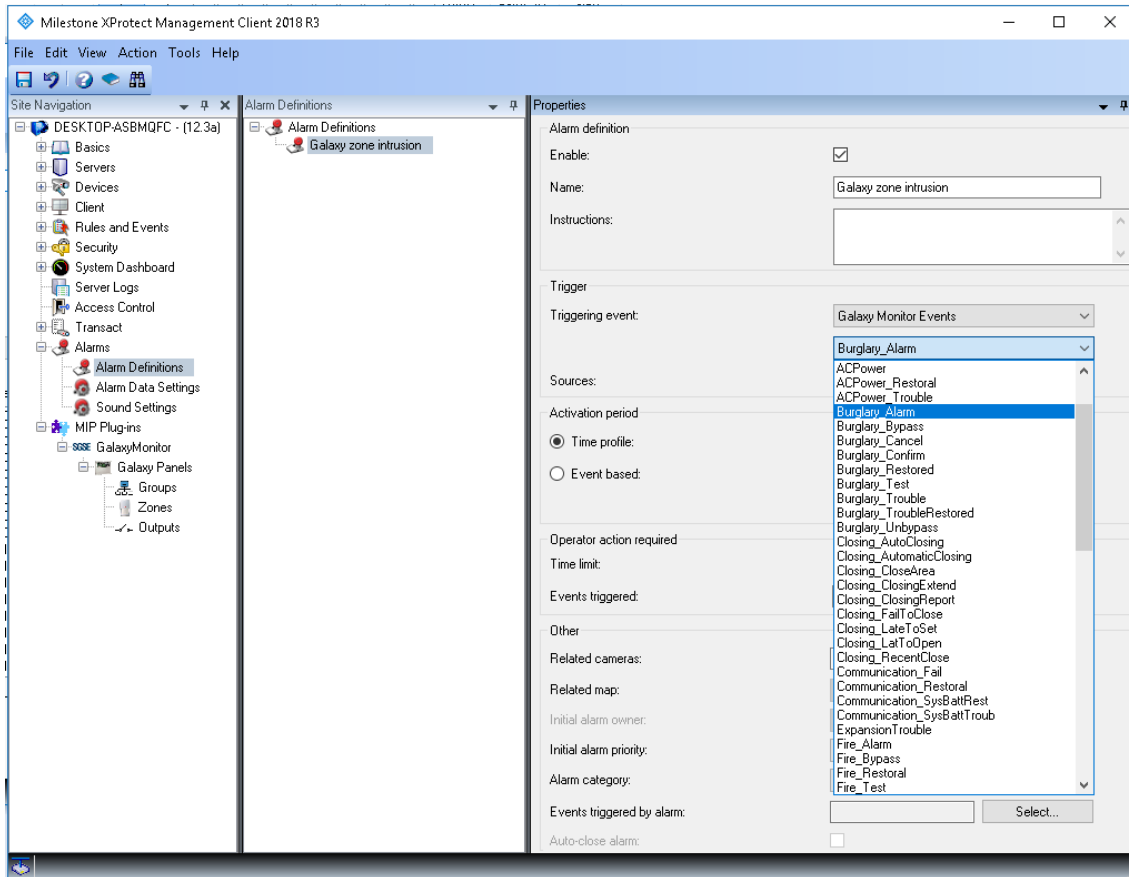 Milestone XProtect Management Client 2018 R3
File Edit View Action Tools Help
Site Navigation
DESKTOP-ASBMQFC - (12.3a)
Basics
Servers
Devices
Client
Rules and Events
Security
System Dashboard
Server Logs
Access Control
Transact
Alarms
Alarm Definitions
Alarm Data Settings
Sound Settings
MIP Plug-ins
SGSE GalaxyMonitor
Galaxy Panels
Groups
Zones
Outputs
Alarm Definitions
Alarm Definitions
Galaxy zone intrusion
Properties
Alarm definition
Enable:
Name: Galaxy zone intrusion
Instructions:
Trigger
Triggering event: Galaxy Monitor Events
Burglary_Alarm
Sources:
Activation period
Time profile:
Event based:
Operator action required
Time limit:
Events triggered:
Other
Related cameras:
Related map:
Initial alarm owner:
Initial alarm priority:
Alarm category:
Events triggered by alarm: Select...
Auto-close alarm:
ACPower
ACPower_Restoral
ACPower_Trouble
Burglary_Alarm
Burglary_Bypass
Burglary_Cancel
Burglary_Confirm
Burglary_Restored
Burglary_Test
Burglary_Trouble
Burglary_TroubleRestored
Burglary_Unbypass
Closing_AutoClosing
Closing_AutomaticClosing
Closing_CloseArea
Closing_ClosingExtend
Closing_ClosingReport
Closing_FailToClose
Closing_LateToSet
Closing_LatToOpen
Closing_RecentClose
Communication_Fail
Communication_Restoral
Communication_SysBattRest
Communication_SysBattTroub
ExpansionTrouble
Fire_Alarm
Fire_Bypass
Fire_Restoral
Fire_Test